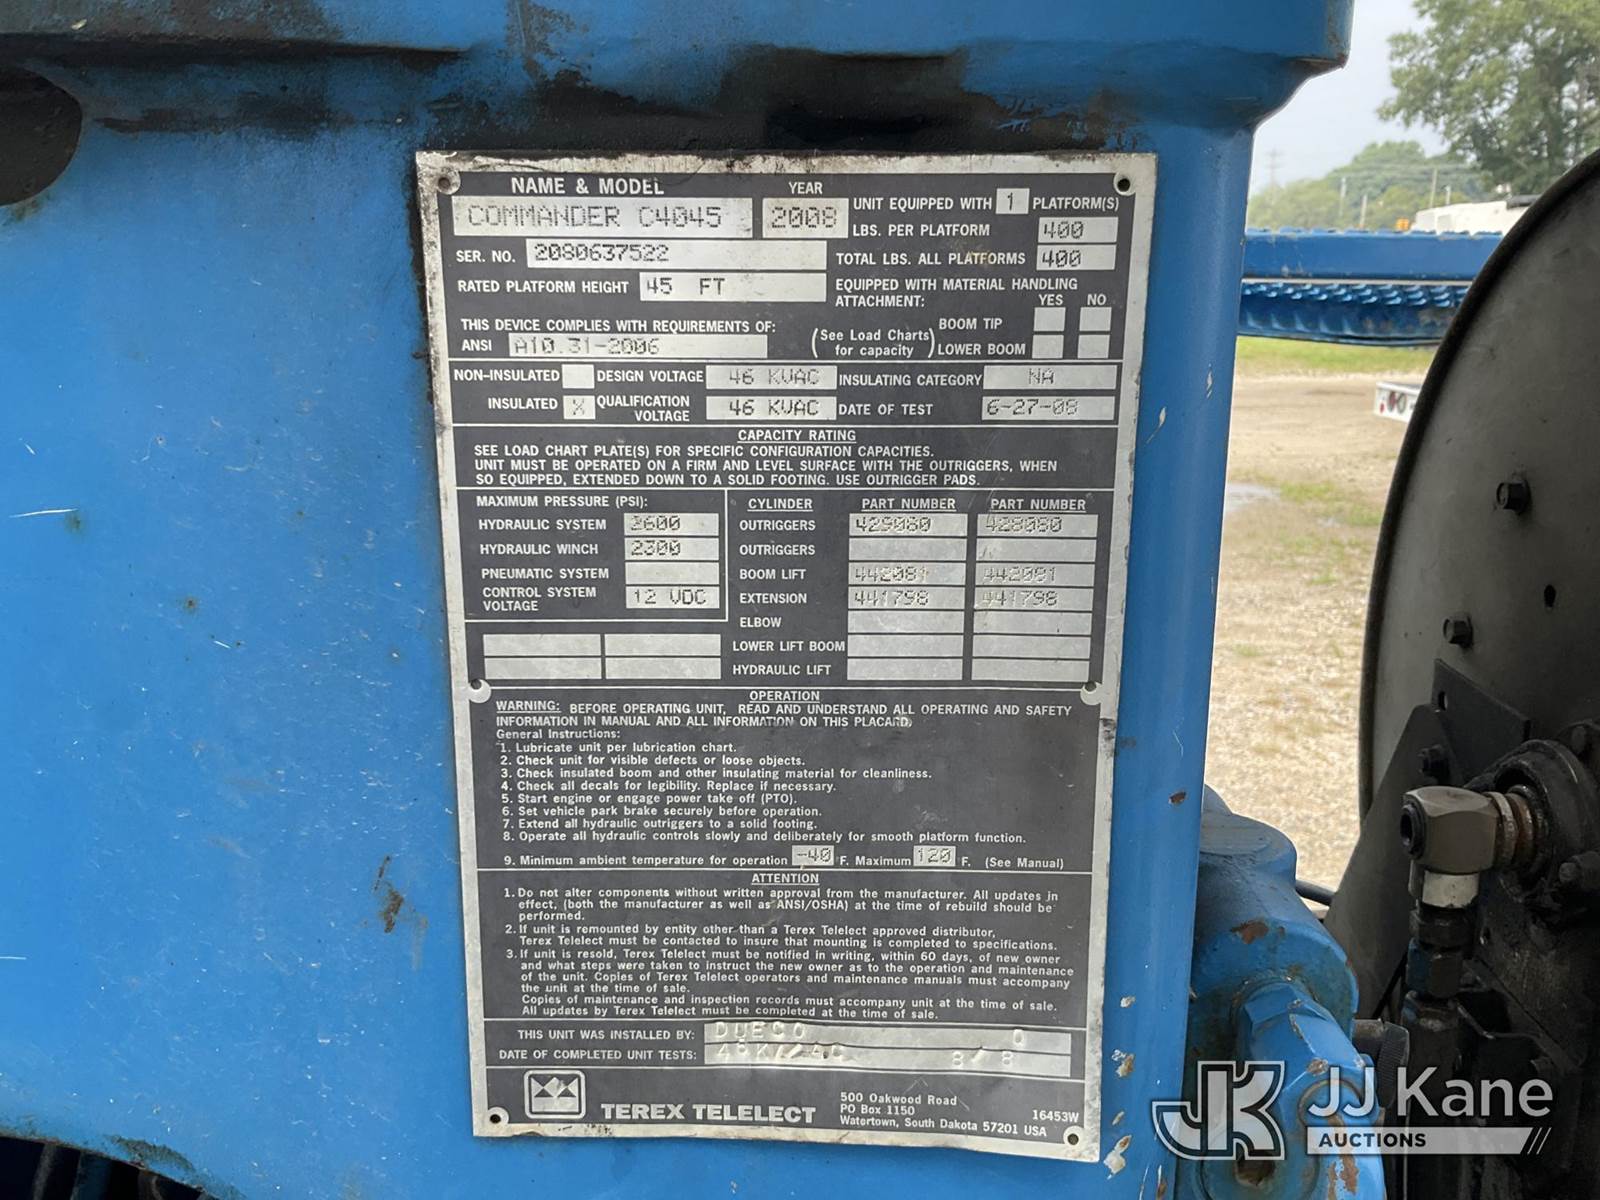 NAME & MODEL
COMMANDER C4045
YEAR
2008
UNIT EQUIPPED WITH 1 PLATFORM(S)
LBS. PER PLATFORM 400
SER. NO. 2080637522
TOTAL LBS. ALL PLATFORMS 400
RATED PLATFORM HEIGHT 45 FT
EQUIPPED WITH MATERIAL HANDLING
ATTACHMENT: YES NO
THIS DEVICE COMPLIES WITH REQUIREMENTS OF:
ANSI A10.31-2006
(See Load Charts for capacity)
BOOM TIP
LOWER BOOM
NON-INSULATED DESIGN VOLTAGE 46 KVAC INSULATING CATEGORY NA
INSULATED X QUALIFICATION VOLTAGE 46 KVAC DATE OF TEST 6-27-08
CAPACITY RATING
SEE LOAD CHART PLATE(S) FOR SPECIFIC CONFIGURATION CAPACITIES.
UNIT MUST BE OPERATED ON A FIRM AND LEVEL SURFACE WITH THE OUTRIGGERS, WHEN
SO EQUIPPED, EXTENDED DOWN TO A SOLID FOOTING. USE OUTRIGGER PADS.
MAXIMUM PRESSURE (PSI):
HYDRAULIC SYSTEM 2600
HYDRAULIC WINCH 2300
PNEUMATIC SYSTEM
CONTROL SYSTEM
VOLTAGE 12 VDC
CYLINDER PART NUMBER PART NUMBER
OUTRIGGERS
OUTRIGGERS
BOOM LIFT 442081 442081
EXTENSION 441798 441798
ELBOW
LOWER LIFT BOOM
HYDRAULIC LIFT
OPERATION
WARNING: BEFORE OPERATING UNIT, READ AND UNDERSTAND ALL OPERATING AND SAFETY
INFORMATION IN MANUAL AND ALL INFORMATION ON THIS PLACARD.
General Instructions:
1. Lubricate unit per lubrication chart.
2. Check unit for visible defects or loose objects.
3. Check insulated boom and other insulating material for cleanliness.
4. Check all decals for legibility. Replace if necessary.
5. Start engine or engage power take off (PTO).
6. Set vehicle park brake securely before operation.
7. Extend all hydraulic outriggers to a solid footing.
8. Operate all hydraulic controls slowly and deliberately for smooth platform function.
9. Minimum ambient temperature for operation -40 F. Maximum 120 F. (See Manual)
ATTENTION
1. Do not alter components without written approval from the manufacturer. All updates in
effect, (both the manufacturer as well as ANSI/OSHA) at the time of rebuild should be
performed.
2. If unit is remounted by entity other than a Terex Telelect approved distributor,
Terex Telelect must be contacted to insure that mounting is completed to specifications.
3. If unit is resold, Terex Telelect must be notified in writing, within 60 days, of new owner
and what steps were taken to instruct the new owner as to the operation and maintenance
of the unit. Copies of Terex Telelect operators and maintenance manuals must accompany
the unit at time of sale.
Copies of maintenance and inspection records must accompany unit at the time of sale.
All updates by Terex Telelect must be completed at the time of sale.
THIS UNIT WAS INSTALLED BY: DUECO Q
DATE OF COMPLETED UNIT TESTS: 8/8
TEREX TELELECT
500 Oakwood Road
PO Box 1150
Watertown, South Dakota 57201 USA
16453W
JJ Kane
AUCTIONS